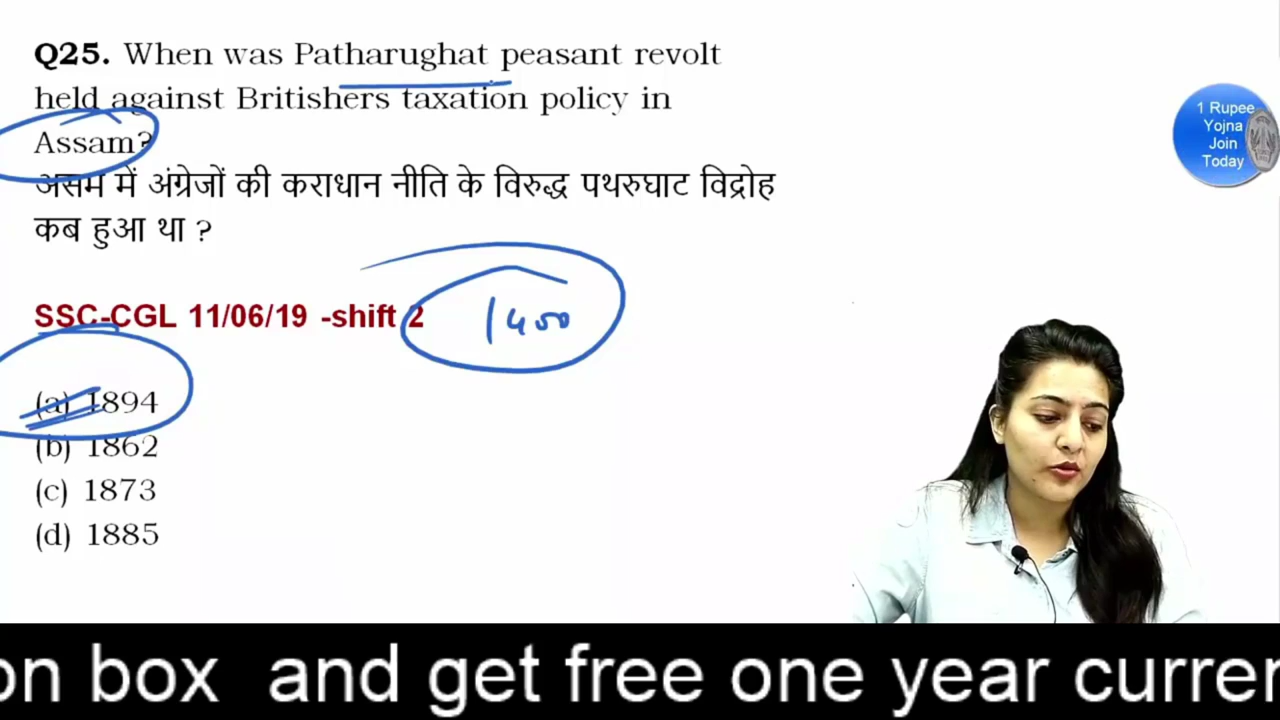 Q25. When was Patharughat peasant revolt
held against Britishers taxation policy in
Assam?
असम में अंग्रेजों की कराधान नीति के विरुद्ध पथरुघाट विद्रोह
कब हुआ था ?
SSC-CGL 11/06/19 -shift 2
1400
(a) 1894
(b) 1862
(c) 1873
(d) 1885
1 Rupee
Yojna
Join
Today
on box and get free one year curren